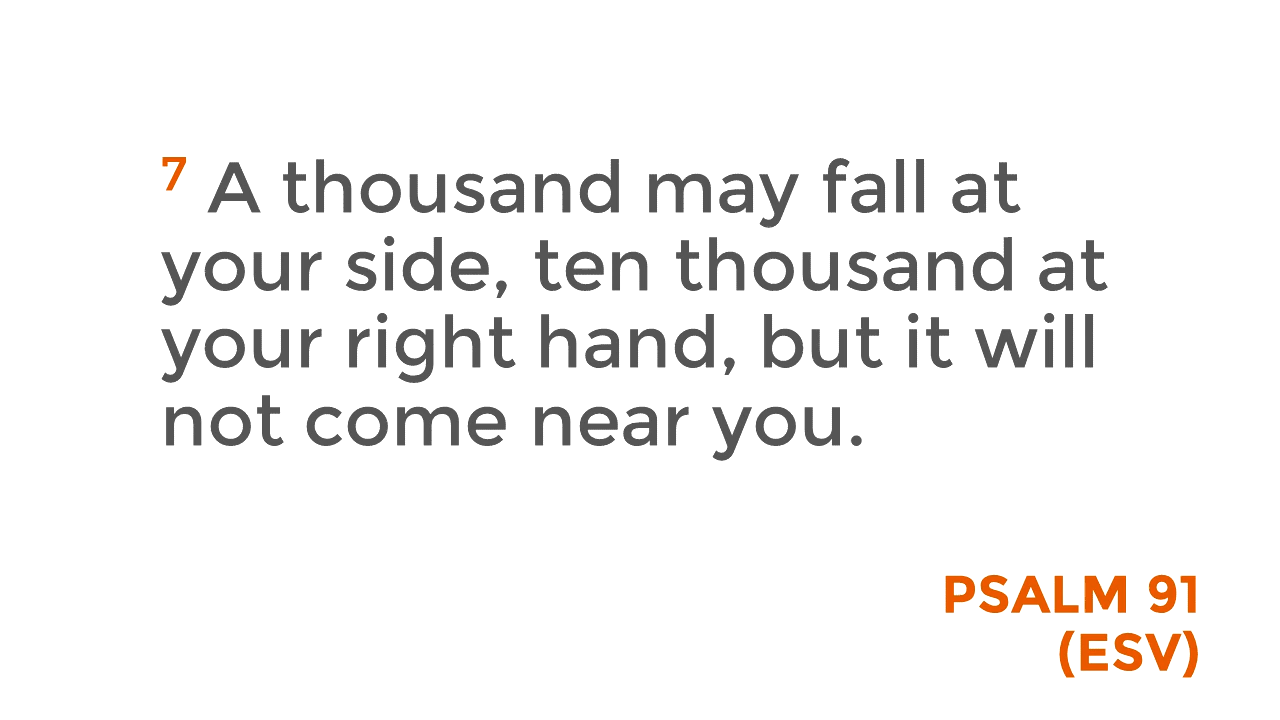 7 A thousand may fall at
your side, ten thousand at
your right hand, but it will
not come near you.
PSALM 91
(ESV)